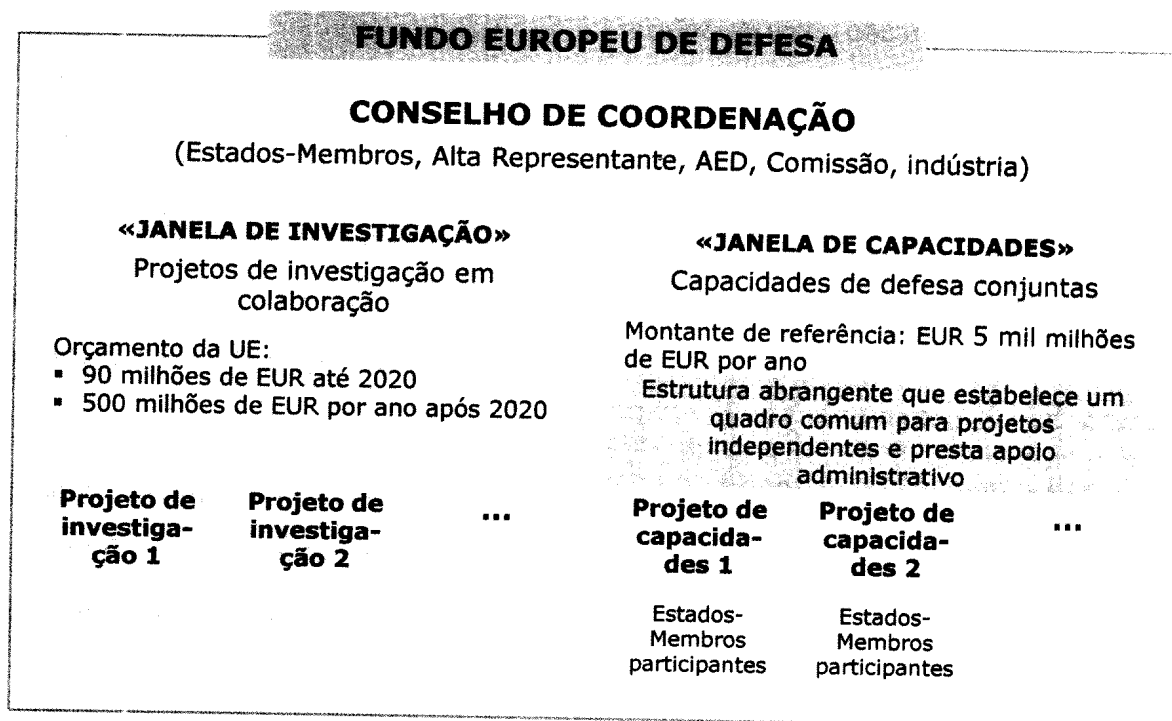 FUNDO EUROPEU DE DEFESA
CONSELHO DE COORDENAÇÃO
(Estados-Membros, Alta Representante, AED, Comissão, indústria)
«JANELA DE INVESTIGAÇÃO»
Projetos de investigação em
colaboração
Orçamento da UE:
▪ 90 milhões de EUR até 2020
▪ 500 milhões de EUR por ano após 2020
Projeto de
investiga-
ção 1
Projeto de
investiga-
ção 2
...
«JANELA DE CAPACIDADES»
Capacidades de defesa conjuntas
Montante de referência: EUR 5 mil milhões
de EUR por ano
Estrutura abrangente que estabelece um
quadro comum para projetos
independentes e presta apoio
administrativo
Projeto de
capacida-
des 1
Projeto de
capacida-
des 2
...
Estados-
Membros
participantes
Estados-
Membros
participantes